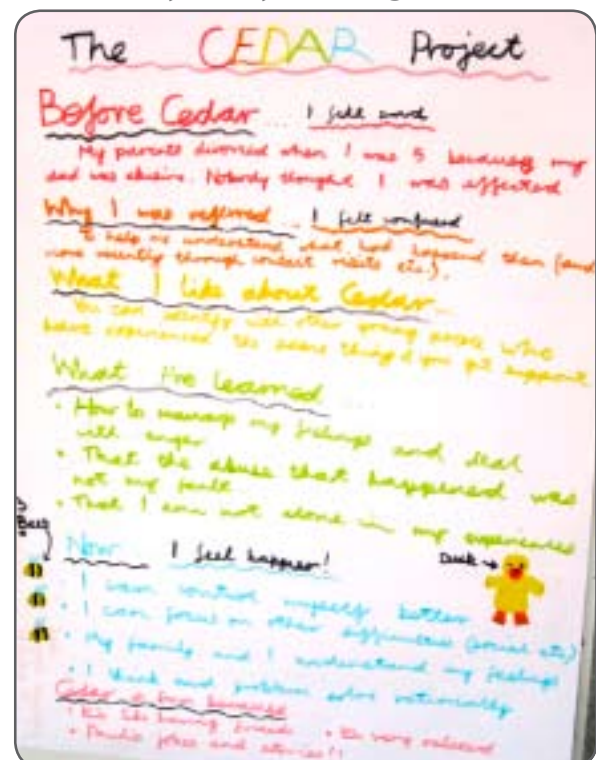 The CEDAR Project
Before Cedar... I felt
My parents divorced when I was 5 because my
dad was abusive. Nobody thought I was affected
Why I was referred... I felt confused
To help me understand what had happened then (and
more recently through contact visits etc.).
What I like about Cedar...
You can identify with other young people who
have experienced the same things & you get support
What I've learned...
• How to manage my feelings and deal
with anger
• That the abuse that happened was
not my fault
• That I am not alone in my experiences
3
Bees
Now I feel happier!
Duck →
I can control myself better
• I can focus on other difficulties (social etc)
• My family and I understand my feelings
• I think and problem solve rationally
Cedar is fun because
• It's like having friends • It's very relaxed
• jokes and stories!!